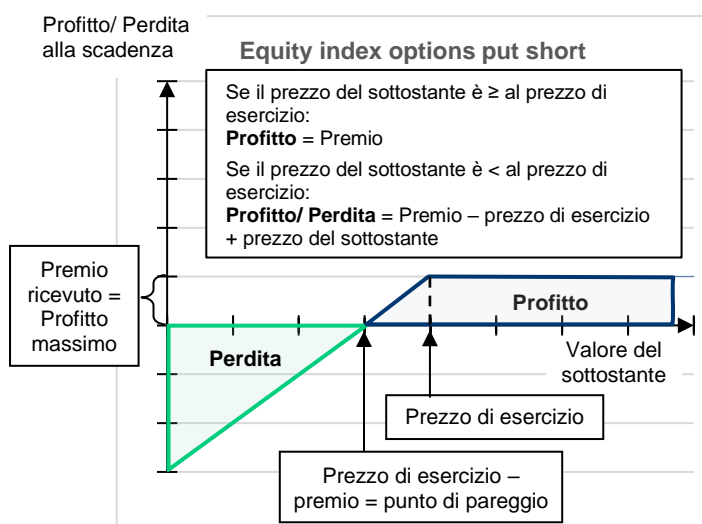 Profitto/ Perdita
alla scadenza
Equity index options put short
Se il prezzo del sottostante è ≥ al prezzo di
esercizio:
Profitto = Premio
Se il prezzo del sottostante è < al prezzo di
esercizio:
Profitto/ Perdita = Premio – prezzo di esercizio
+ prezzo del sottostante
Premio
ricevuto =
Profitto
massimo
Profitto
Perdita
Valore del
sottostante
Prezzo di esercizio
Prezzo di esercizio –
premio = punto di pareggio